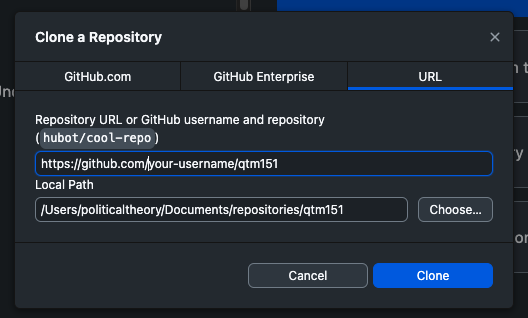 Clone a Repository
GitHub.com
GitHub Enterprise
URL
Repository URL or GitHub username and repository
(hubot/cool-repo)
https://github.com/your-username/qtm151
Local Path
/Users/politicaltheory/Documents/repositories/qtm151
Choose...
Cancel
Clone